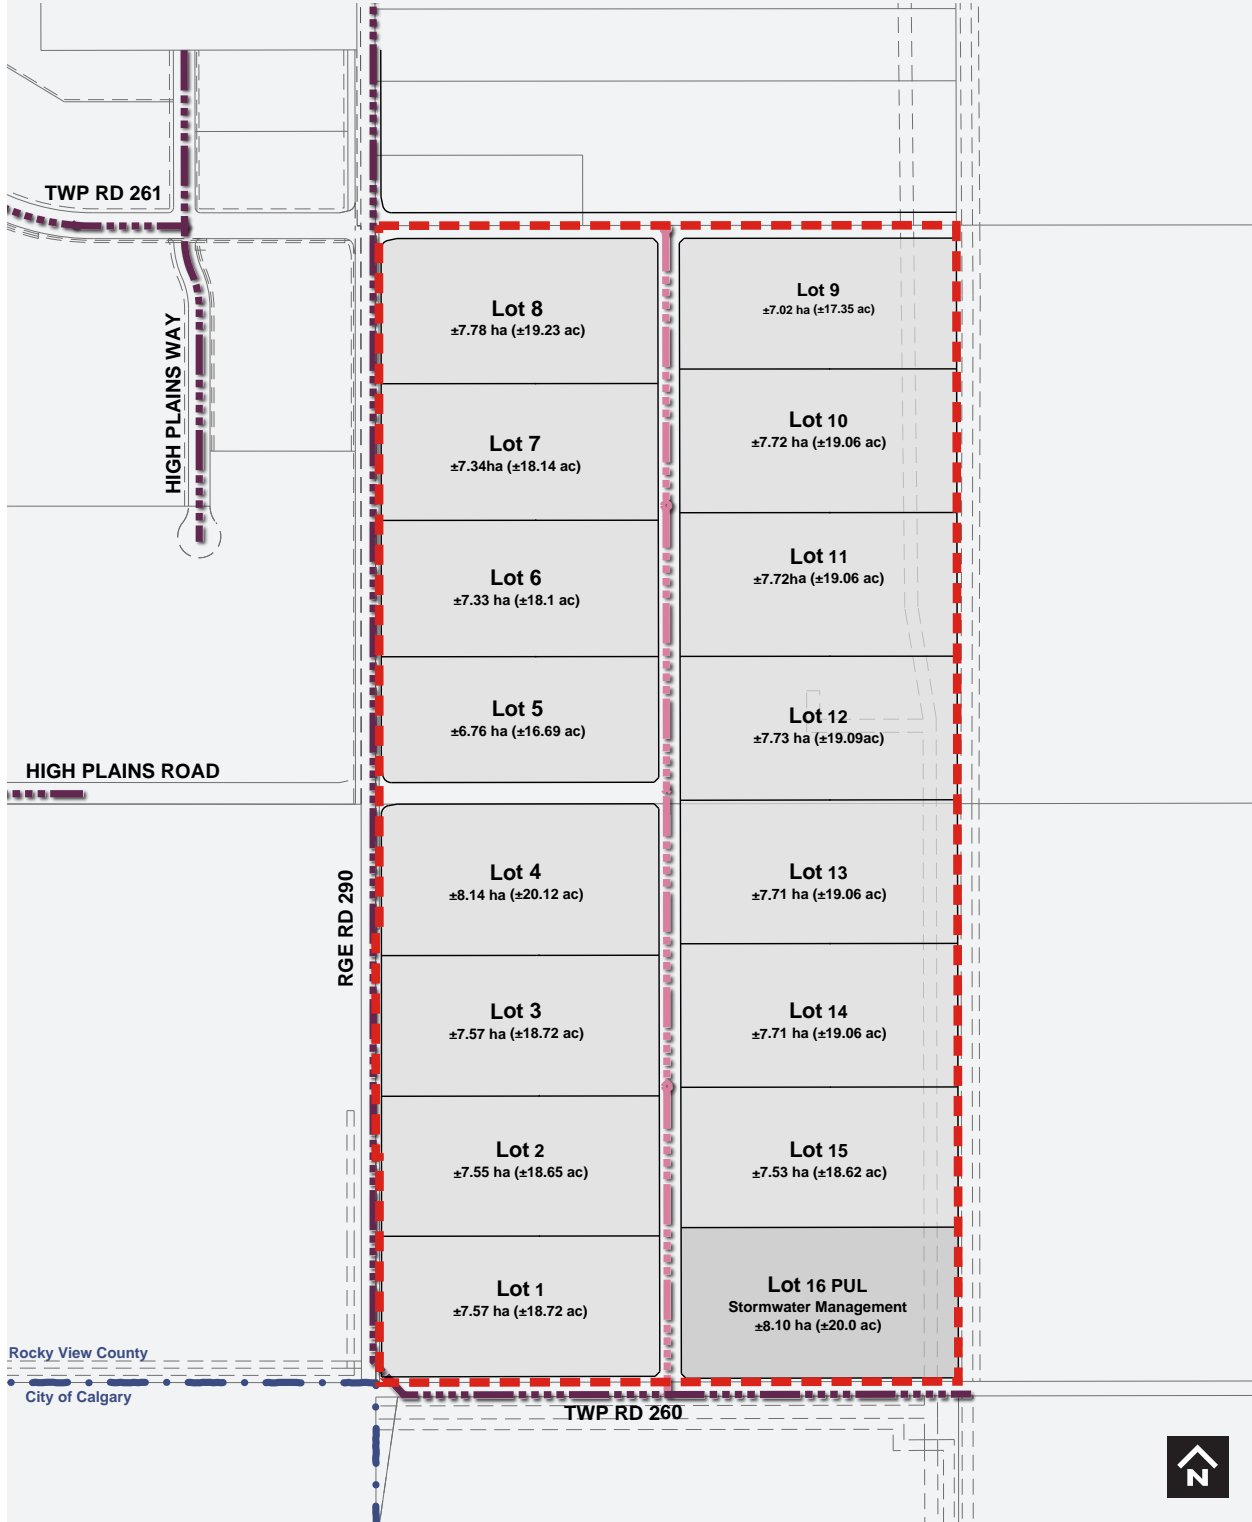 TWP RD 261
HIGH PLAINS WAY
Lot 8
±7.78 ha (±19.23 ac)
Lot 9
±7.02 ha (±17.35 ac)
Lot 7
±7.34ha (±18.14 ac)
Lot 10
±7.72 ha (±19.06 ac)
Lot 6
±7.33 ha (±18.1 ac)
Lot 11
±7.72ha (±19.06 ac)
Lot 5
±6.76 ha (±16.69 ac)
Lot 12
±7.73 ha (±19.09ac)
HIGH PLAINS ROAD
RGE RD 290
Lot 4
±8.14 ha (±20.12 ac)
Lot 13
±7.71 ha (±19.06 ac)
Lot 3
±7.57 ha (±18.72 ac)
Lot 14
±7.71 ha (±19.06 ac)
Lot 2
±7.55 ha (±18.65 ac)
Lot 15
±7.53 ha (±18.62 ac)
Lot 1
±7.57 ha (±18.72 ac)
Lot 16 PUL
Stormwater Management
±8.10 ha (±20.0 ac)
Rocky View County
City of Calgary
TWP RD 260
N